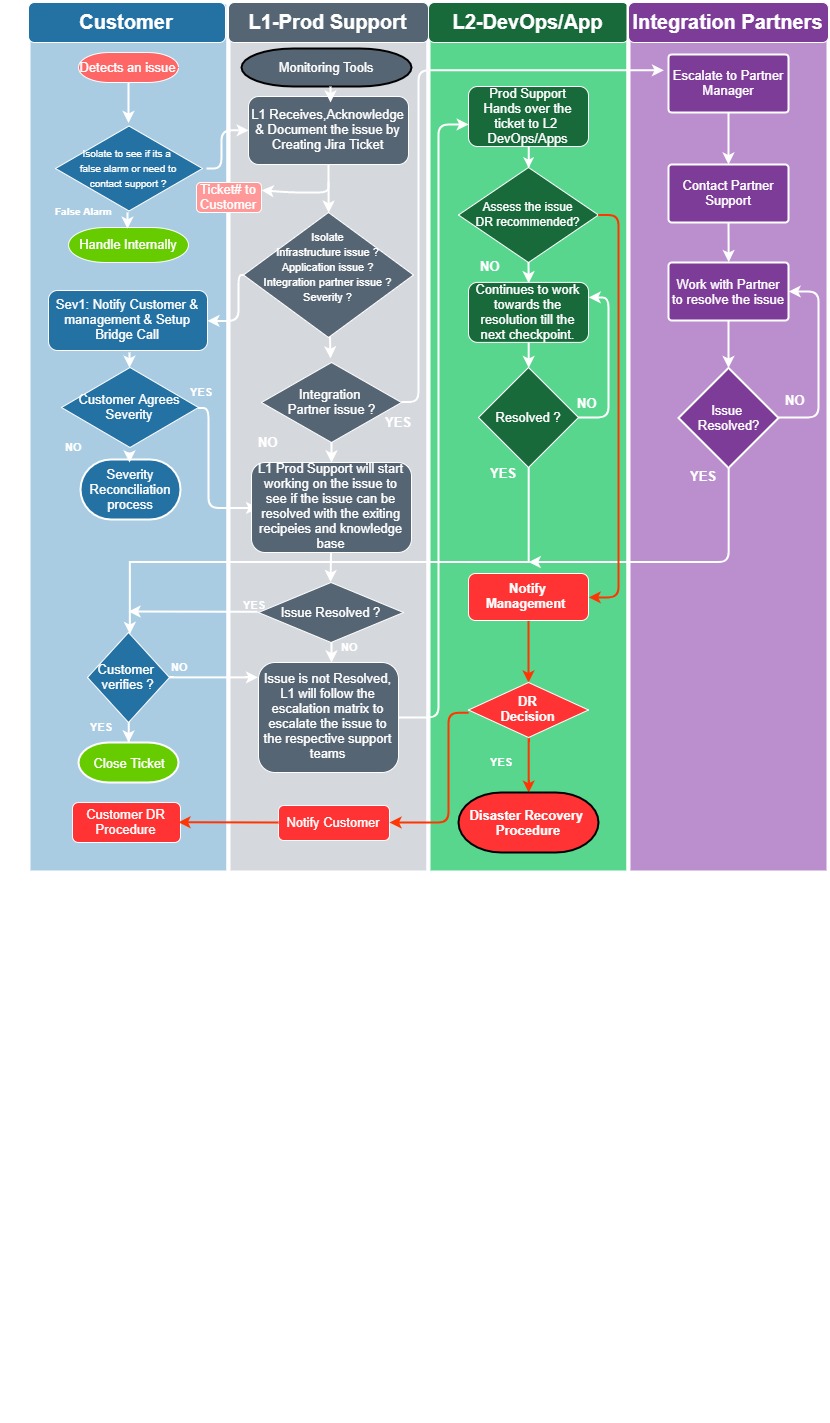 Customer
L1-Prod Support
L2-DevOps/App
Integration Partners
Detects an issue
Isolate to see if its a
false alarm or need to
contact support ?
False Alarm
Handle Internally
Sev1: Notify Customer &
management & Setup
Bridge Call
Customer Agrees
Severity
YES
NO
Severity
Reconciliation
process
Customer
verifies ?
NO
YES
Close Ticket
Customer DR
Procedure
Monitoring Tools
L1 Receives,Acknowledge
& Document the issue by
Creating Jira Ticket
Ticket# to
Customer
Isolate
Infrastructure issue ?
Application issue ?
Integration partner issue ?
Severity ?
Integration
Partner issue ?
YES
NO
L1 Prod Support will start
working on the issue to
see if the issue can be
resolved with the exiting
recipeies and knowledge
base
Issue Resolved ?
YES
NO
Issue is not Resolved,
L1 will follow the
escalation matrix to
escalate the issue to
the respective support
teams
Notify Customer
Prod Support
Hands over the
ticket to L2
DevOps/Apps
Assess the issue
DR recommended?
NO
Continues to work
towards the
resolution till the
next checkpoint.
Resolved ?
NO
YES
Notify
Management
DR
Decision
YES
Disaster Recovery
Procedure
Escalate to Partner
Manager
Contact Partner
Support
Work with Partner
to resolve the issue
Issue
Resolved?
NO
YES